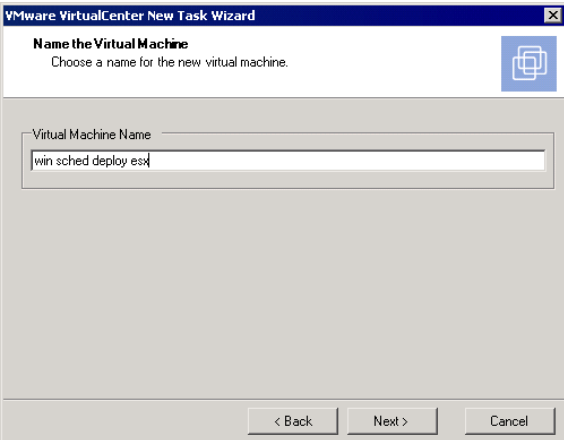 VMware VirtualCenter New Task Wizard
Name the Virtual Machine
Choose a name for the new virtual machine.
Virtual Machine Name
win sched deploy esx
< Back
Next >
Cancel